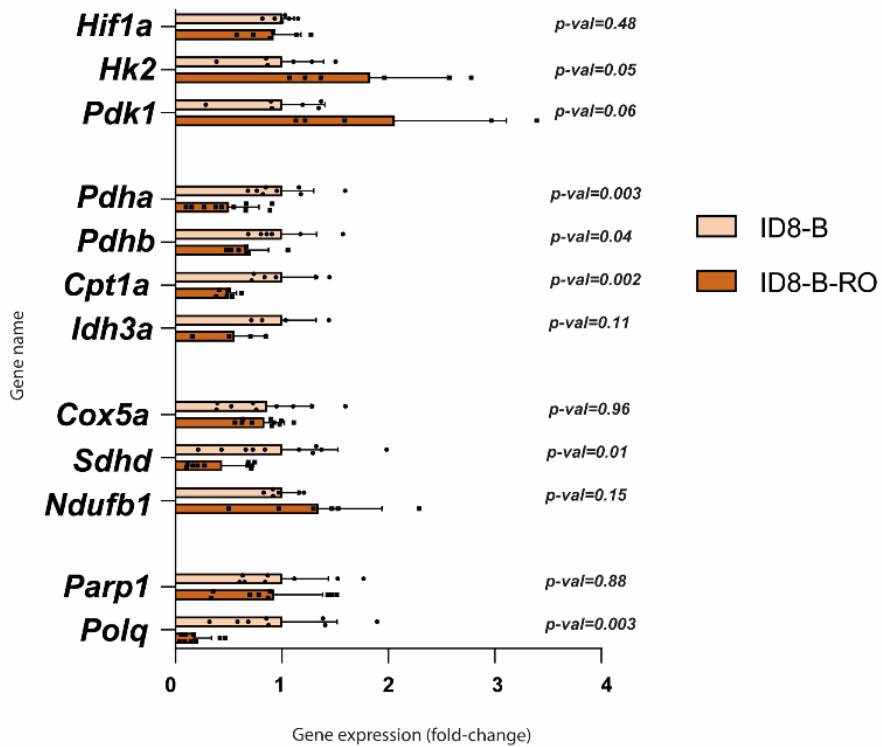 Hif1a p-val=0.48
Hk2 p-val=0.05
Pdk1 p-val=0.06
Pdha p-val=0.003
Pdhb p-val=0.04
Cpt1a p-val=0.002
Idh3a p-val=0.11
Cox5a p-val=0.96
Sdhd p-val=0.01
Ndufb1 p-val=0.15
Parp1 p-val=0.88
Polq p-val=0.003
ID8-B
ID8-B-RO
Gene name
0 1 2 3 4
Gene expression (fold-change)